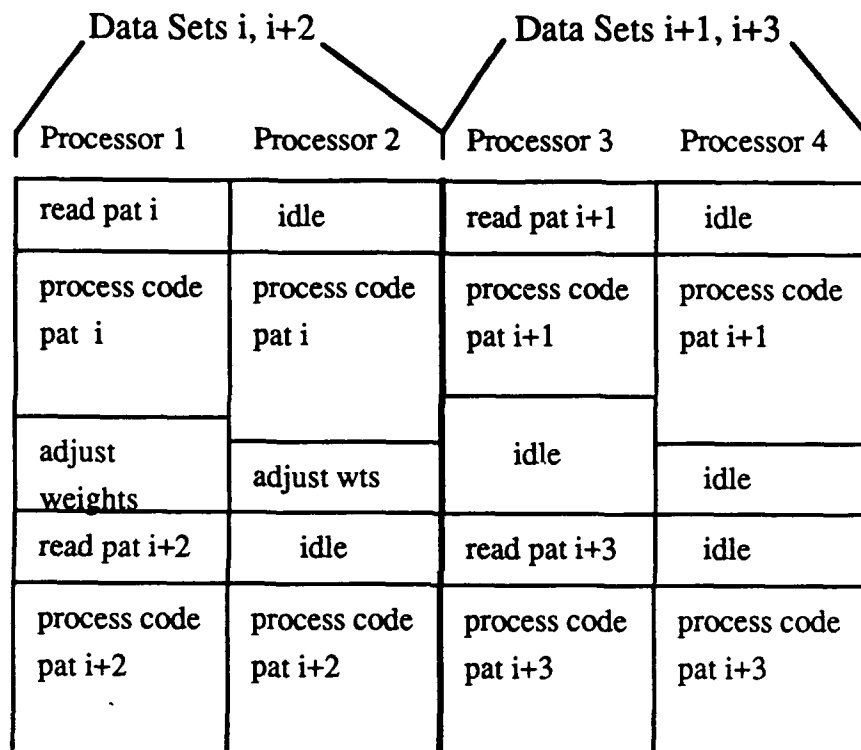 Data Sets i, i+2 Data Sets i+1, i+3
Processor 1 Processor 2 Processor 3 Processor 4
read pat i idle read pat i+1 idle
process code process code process code process code
pat i pat i pat i+1 pat i+1
adjust
weights
adjust wts
idle
idle
read pat i+2 idle read pat i+3 idle
process code process code process code process code
pat i+2 pat i+2 pat i+3 pat i+3